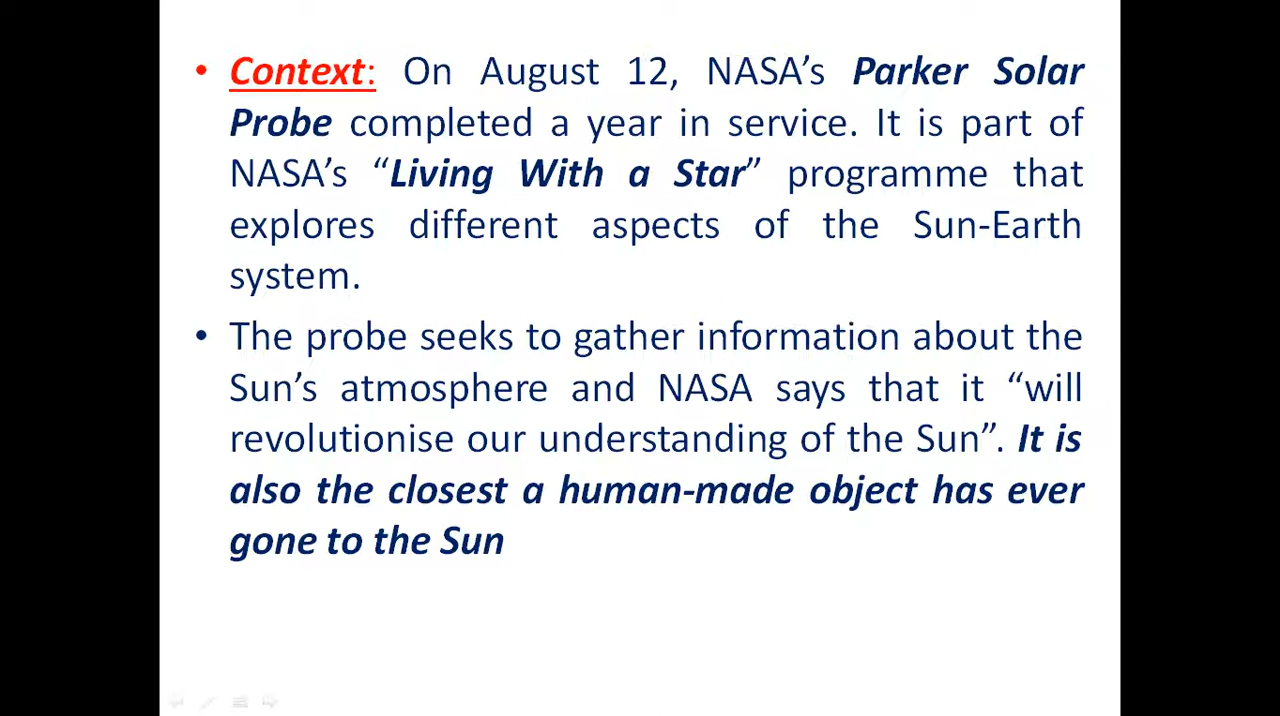 • Context: On August 12, NASA’s Parker Solar
Probe completed a year in service. It is part of
NASA’s “Living With a Star” programme that
explores different aspects of the Sun-Earth
system.
• The probe seeks to gather information about the
Sun’s atmosphere and NASA says that it “will
revolutionise our understanding of the Sun”. It is
also the closest a human-made object has ever
gone to the Sun